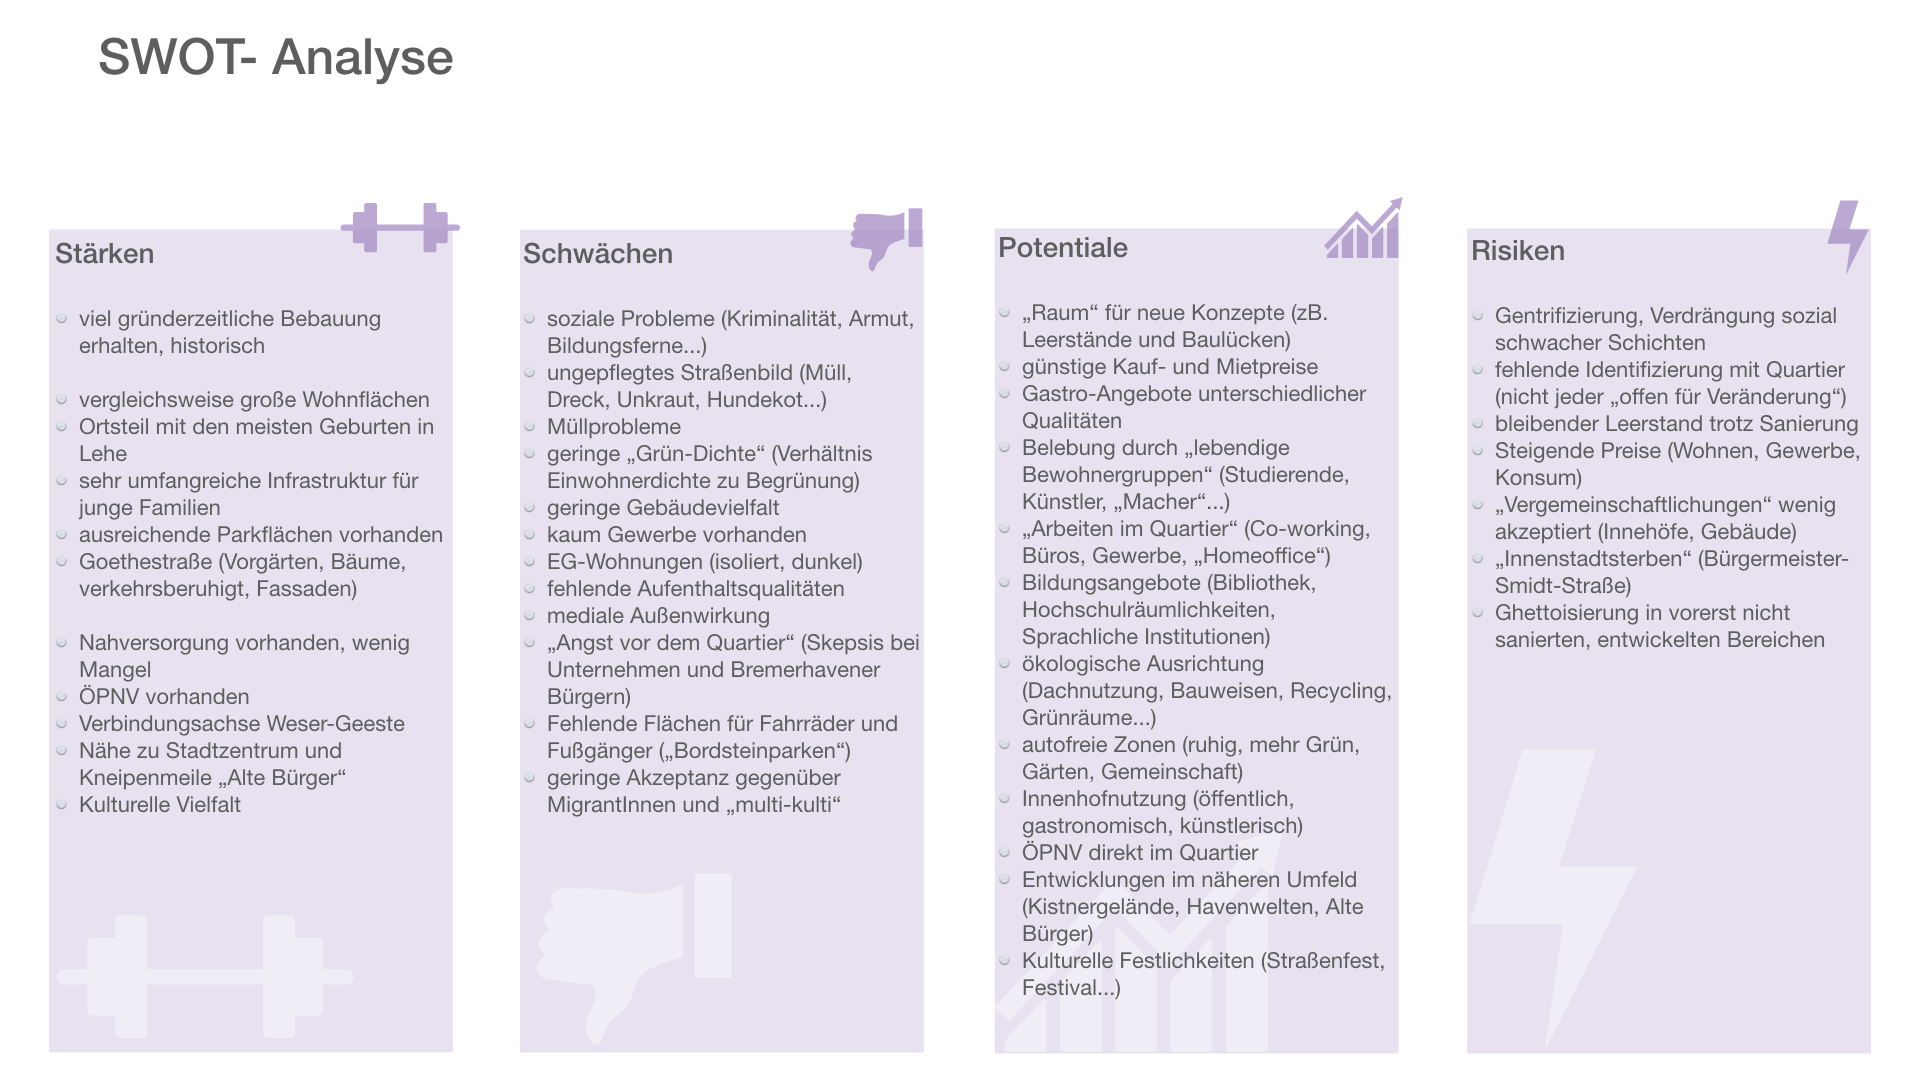 SWOT- Analyse
Stärken
viel gründerzeitliche Bebauung
erhalten, historisch
vergleichsweise große Wohnflächen
Ortsteil mit den meisten Geburten in
Lehe
sehr umfangreiche Infrastruktur für
junge Familien
ausreichende Parkflächen vorhanden
Goethestraße (Vorgärten, Bäume,
verkehrsberuhigt, Fassaden)
Nahversorgung vorhanden, wenig
Mangel
ÖPNV vorhanden
Verbindungsachse Weser-Geeste
Nähe zu Stadtzentrum und
Kneipenmeile „Alte Bürger“
Kulturelle Vielfalt
Schwächen
soziale Probleme (Kriminalität, Armut,
Bildungsferne...)
ungepflegtes Straßenbild (Müll,
Dreck, Unkraut, Hundekot...)
Müllprobleme
geringe „Grün-Dichte“ (Verhältnis
Einwohnerdichte zu Begrünung)
geringe Gebäudevielfalt
kaum Gewerbe vorhanden
EG-Wohnungen (isoliert, dunkel)
fehlende Aufenthaltsqualitäten
mediale Außenwirkung
„Angst vor dem Quartier“ (Skepsis bei
Unternehmen und Bremerhavener
Bürgern)
Fehlende Flächen für Fahrräder und
Fußgänger („Bordsteinparken“)
geringe Akzeptanz gegenüber
MigrantInnen und „multi-kulti“
Potentiale
„Raum“ für neue Konzepte (zB.
Leerstände und Baulücken)
günstige Kauf- und Mietpreise
Gastro-Angebote unterschiedlicher
Qualitäten
Belebung durch „lebendige
Bewohnergruppen“ (Studierende,
Künstler, „Macher“...)
„Arbeiten im Quartier“ (Co-working,
Büros, Gewerbe, „Homeoffice“)
Bildungsangebote (Bibliothek,
Hochschulräumlichkeiten,
Sprachliche Institutionen)
ökologische Ausrichtung
(Dachnutzung, Bauweisen, Recycling,
Grünräume...)
autofreie Zonen (ruhig, mehr Grün,
Gärten, Gemeinschaft)
Innenhofnutzung (öffentlich,
gastronomisch, künstlerisch)
ÖPNV direkt im Quartier
Entwicklungen im näheren Umfeld
(Kistnergelände, Havenwelten, Alte
Bürger)
Kulturelle Festlichkeiten (Straßenfest,
Festival...)
Risiken
Gentrifizierung, Verdrängung sozial
schwacher Schichten
fehlende Identifizierung mit Quartier
(nicht jeder „offen für Veränderung“)
bleibender Leerstand trotz Sanierung
Steigende Preise (Wohnen, Gewerbe,
Konsum)
„Vergemeinschaftlichungen“ wenig
akzeptiert (Innehöfe, Gebäude)
„Innenstadtsterben“ (Bürgermeister-
Smidt-Straße)
Ghettoisierung in vorerst nicht
sanierten, entwickelten Bereichen